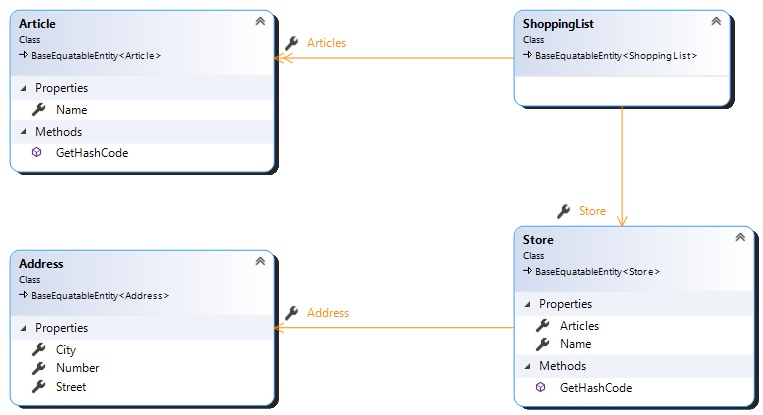 Article
Class
BaseEquatableEntity<Article>
Properties
Name
Methods
GetHashCode
Articles
ShoppingList
Class
BaseEquatableEntity<ShoppingList>
Store
Address
Class
BaseEquatableEntity<Address>
Properties
City
Number
Street
Address
Store
Class
BaseEquatableEntity<Store>
Properties
Articles
Name
Methods
GetHashCode